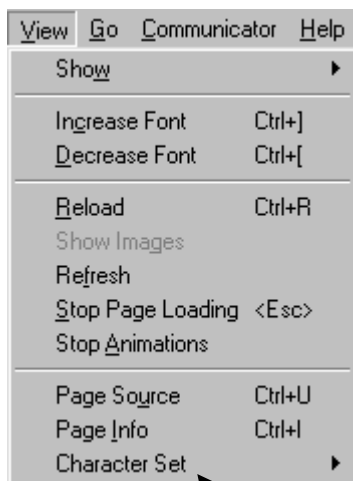 View Go Communicator Help
Show
Increase Font Ctrl+]
Decrease Font Ctrl+[
Reload Ctrl+R
Show Images
Refresh
Stop Page Loading <Esc>
Stop Animations
Page Source Ctrl+U
Page Info Ctrl+I
Character Set